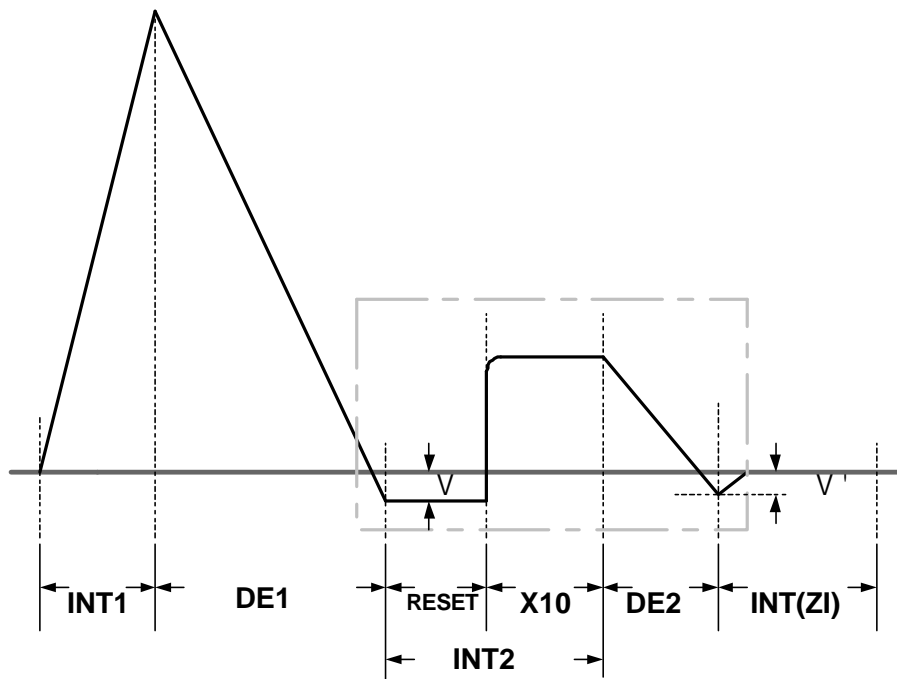 V
V '
INT1
DE1
RESET
X10
DE2
INT(ZI)
INT2